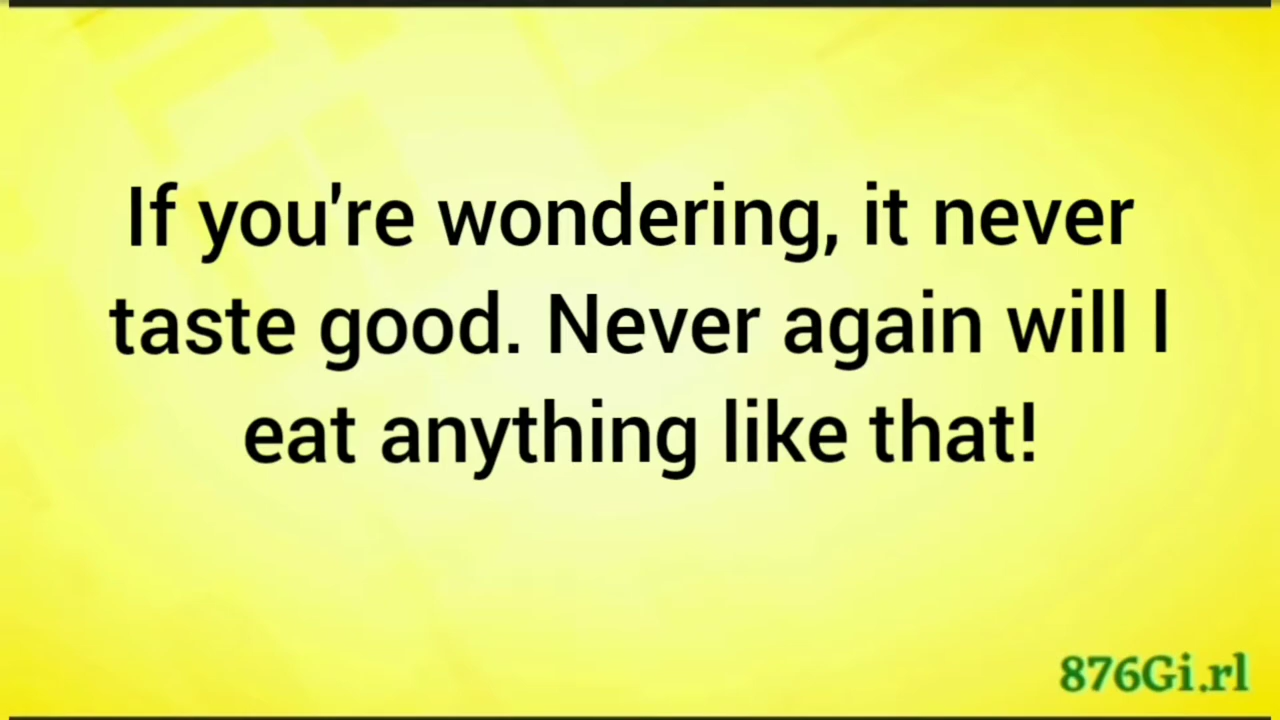 If you're wondering, it never
taste good. Never again will I
eat anything like that!
876Gi.rl